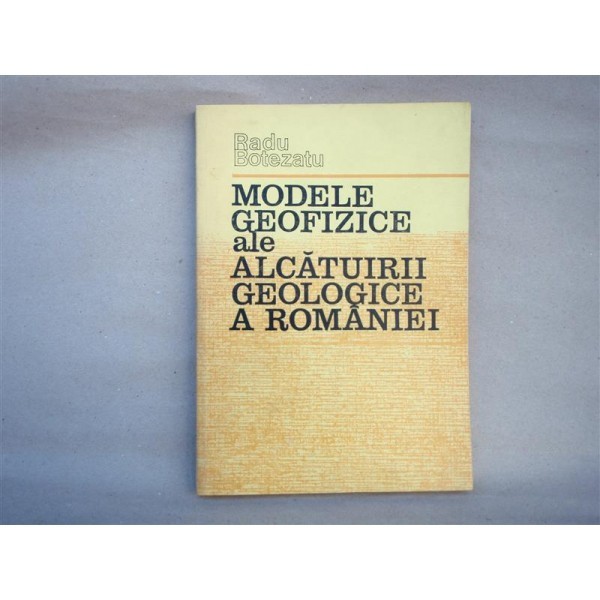 Radu
Botezatu
MODELE
GEOFIZICE
ale
ALCĂTUIRII
GEOLOGICE
A ROMÂNIEI